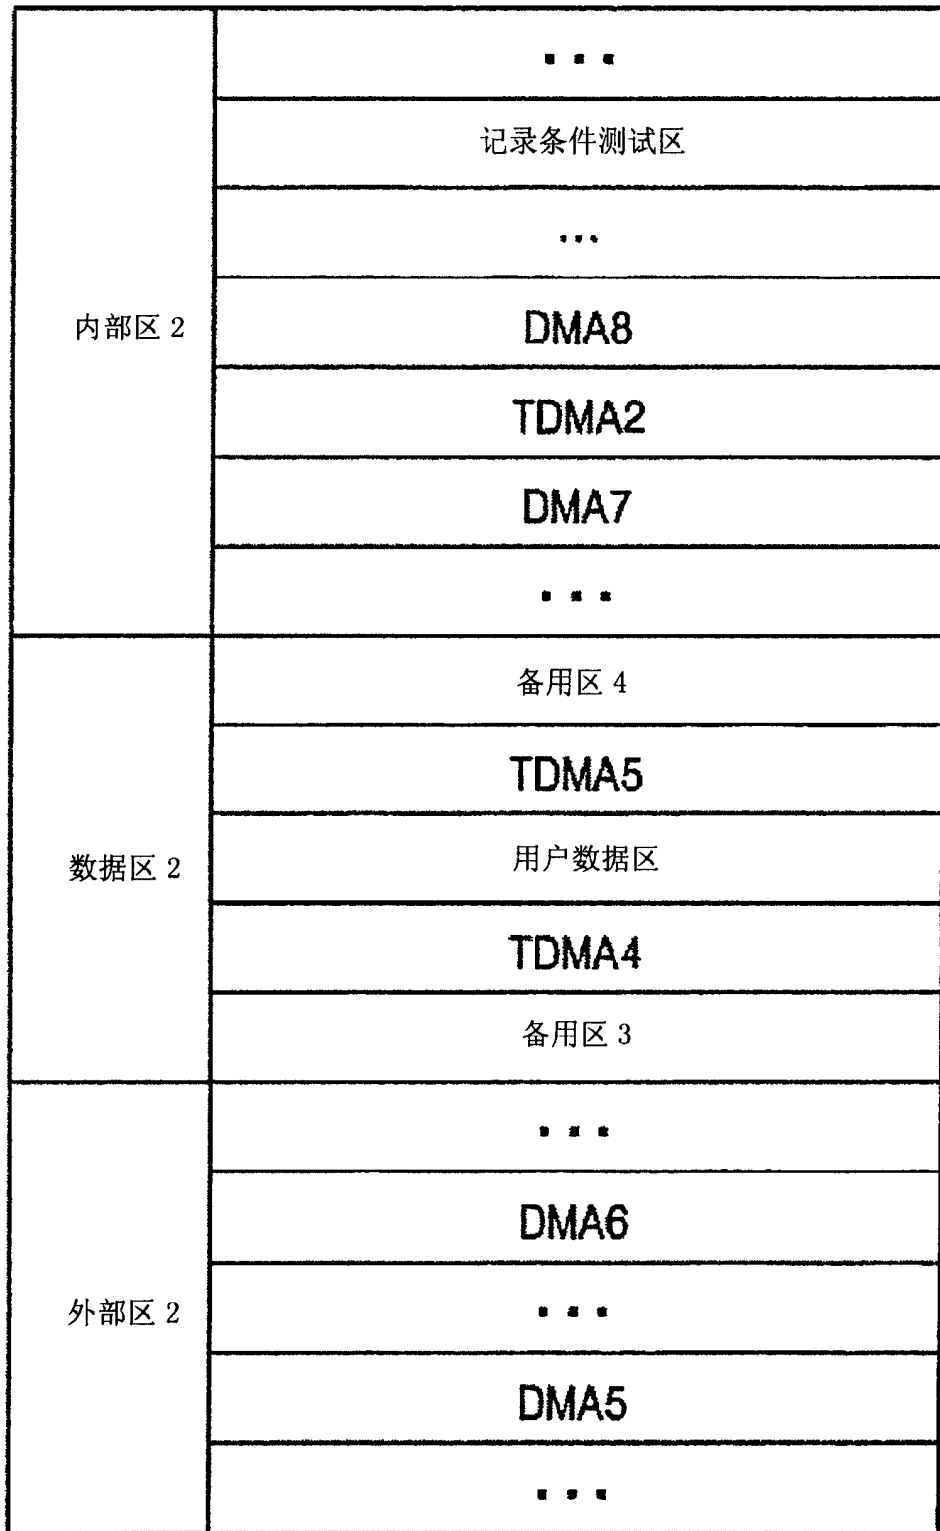 内部区 2
...
记录条件测试区
...
DMA8
TDMA2
DMA7
...
数据区 2
备用区 4
TDMA5
用户数据区
TDMA4
备用区 3
外部区 2
...
DMA6
...
DMA5
...